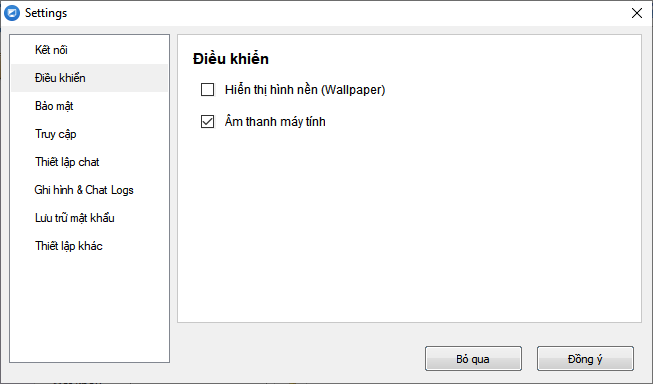 Settings
Kết nối
Điều khiển
Bảo mật
Truy cập
Thiết lập chat
Ghi hình & Chat Logs
Lưu trữ mật khẩu
Thiết lập khác
Điều khiển
Hiển thị hình nền (Wallpaper)
Âm thanh máy tính
Bỏ qua
Đồng ý